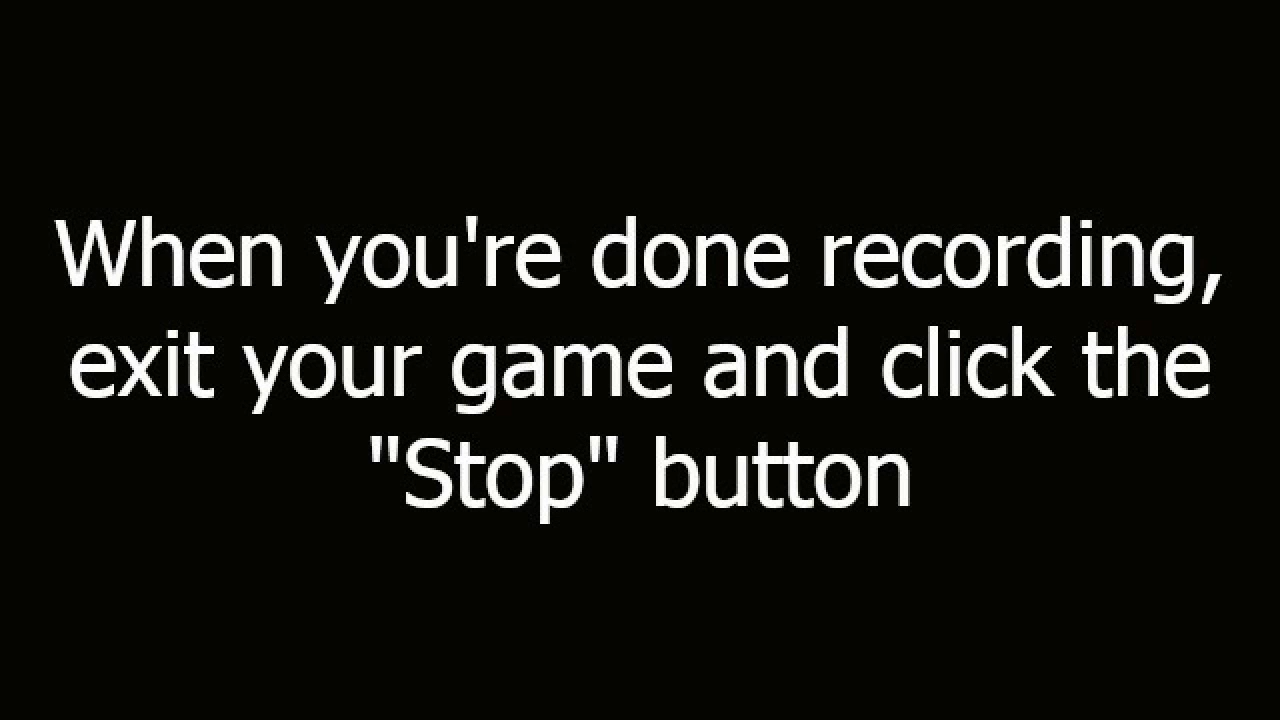 When you're done recording,
exit your game and click the
"Stop" button